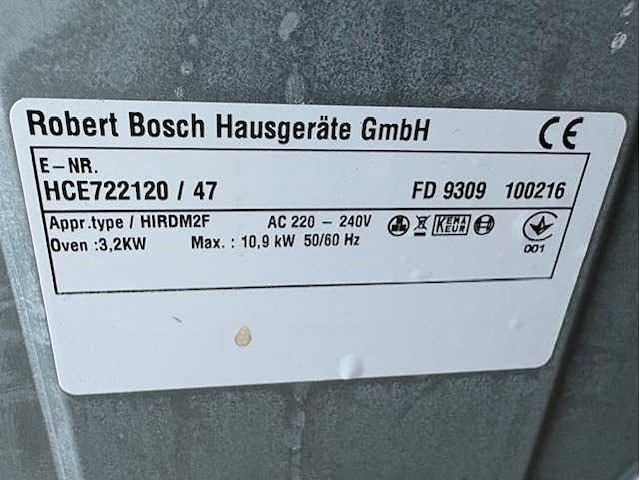 Robert Bosch Hausgeräte GmbH CE
E-NR.
HCE722120 / 47 FD 9309 100216
Appr.type / HIRDM2F AC 220 - 240V KEMA KEUR
Oven :3,2KW Max. : 10,9 kW 50/60 Hz 001